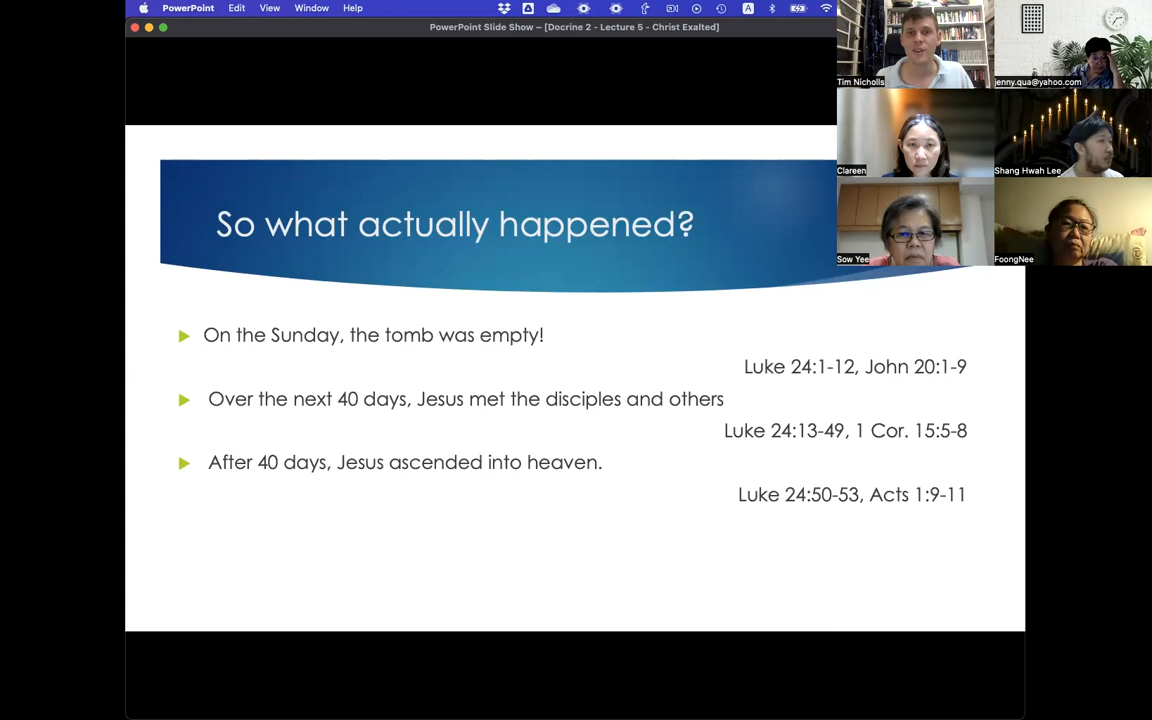 PowerPoint Edit View Window Help
PowerPoint Slide Show – [Docrine 2 - Lecture 5 - Christ Exalted]
Tim Nicholls
jenny.qua@yahoo.com
Clareen
Shang Hwah Lee
Sow Yee
FoongNee
So what actually happened?
On the Sunday, the tomb was empty!
Luke 24:1-12, John 20:1-9
Over the next 40 days, Jesus met the disciples and others
Luke 24:13-49, 1 Cor. 15:5-8
After 40 days, Jesus ascended into heaven.
Luke 24:50-53, Acts 1:9-11